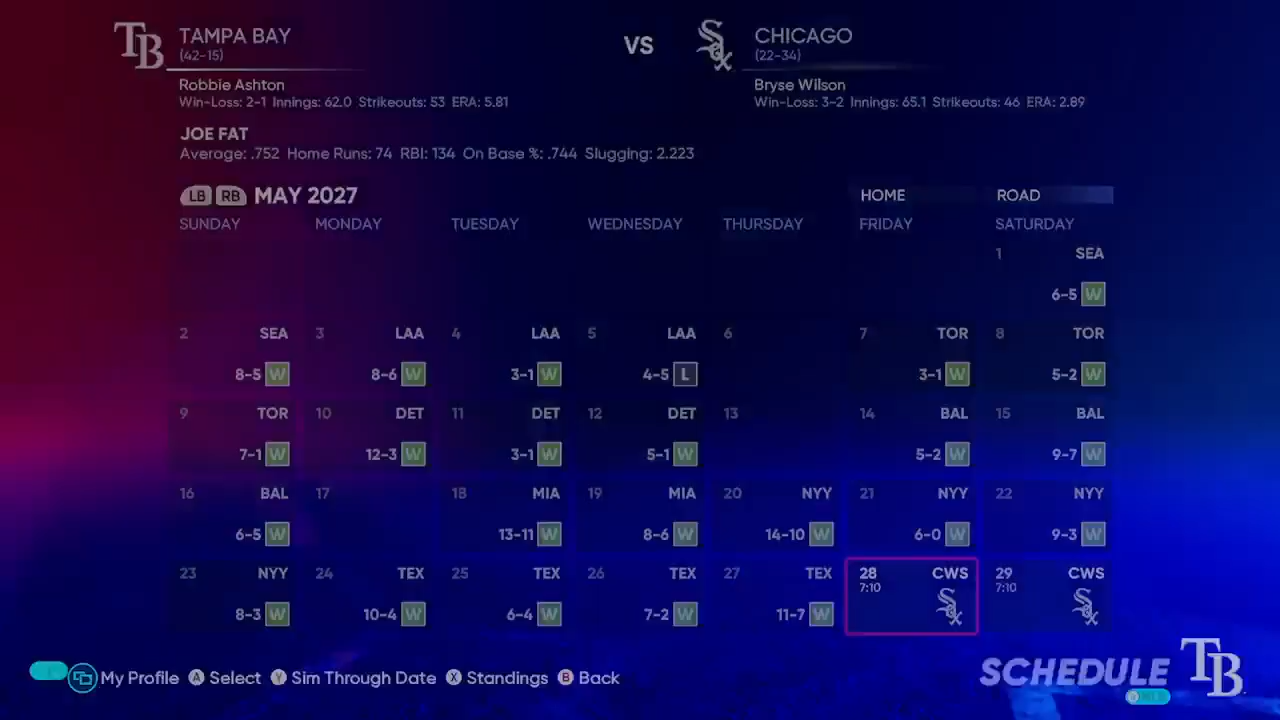 TB TAMPA BAY VS Sox CHICAGO
(42-15) (22-34)
Robbie Ashton Bryse Wilson
Win-Loss: 2-1 Innings: 62.0 Strikeouts: 53 ERA: 5.81 Win-Loss: 3-2 Innings: 65.1 Strikeouts: 46 ERA: 2.89
JOE FAT
Average: .752 Home Runs: 74 RBI: 134 On Base %: .744 Slugging: 2.223
LB RB MAY 2027 HOME ROAD
SUNDAY MONDAY TUESDAY WEDNESDAY THURSDAY FRIDAY SATURDAY
1 SEA
6-5 W
2 SEA 3 LAA 4 LAA 5 LAA 6 7 TOR 8 TOR
8-5 W 8-6 W 3-1 W 4-5 L 3-1 W 5-2 W
9 TOR 10 DET 11 DET 12 DET 13 14 BAL 15 BAL
7-1 W 12-3 W 3-1 W 5-1 W 5-2 W 9-7 W
16 BAL 17 18 MIA 19 MIA 20 NYY 21 NYY 22 NYY
6-5 W 13-11 W 8-6 W 14-10 W 6-0 W 9-3 W
23 NYY 24 TEX 25 TEX 26 TEX 27 TEX 28 CWS 29 CWS
7:10 7:10
8-3 W 10-4 W 6-4 W 7-2 W 11-7 W Sox Sox
My Profile A Select Y Sim Through Date X Standings B Back
SCHEDULE TB